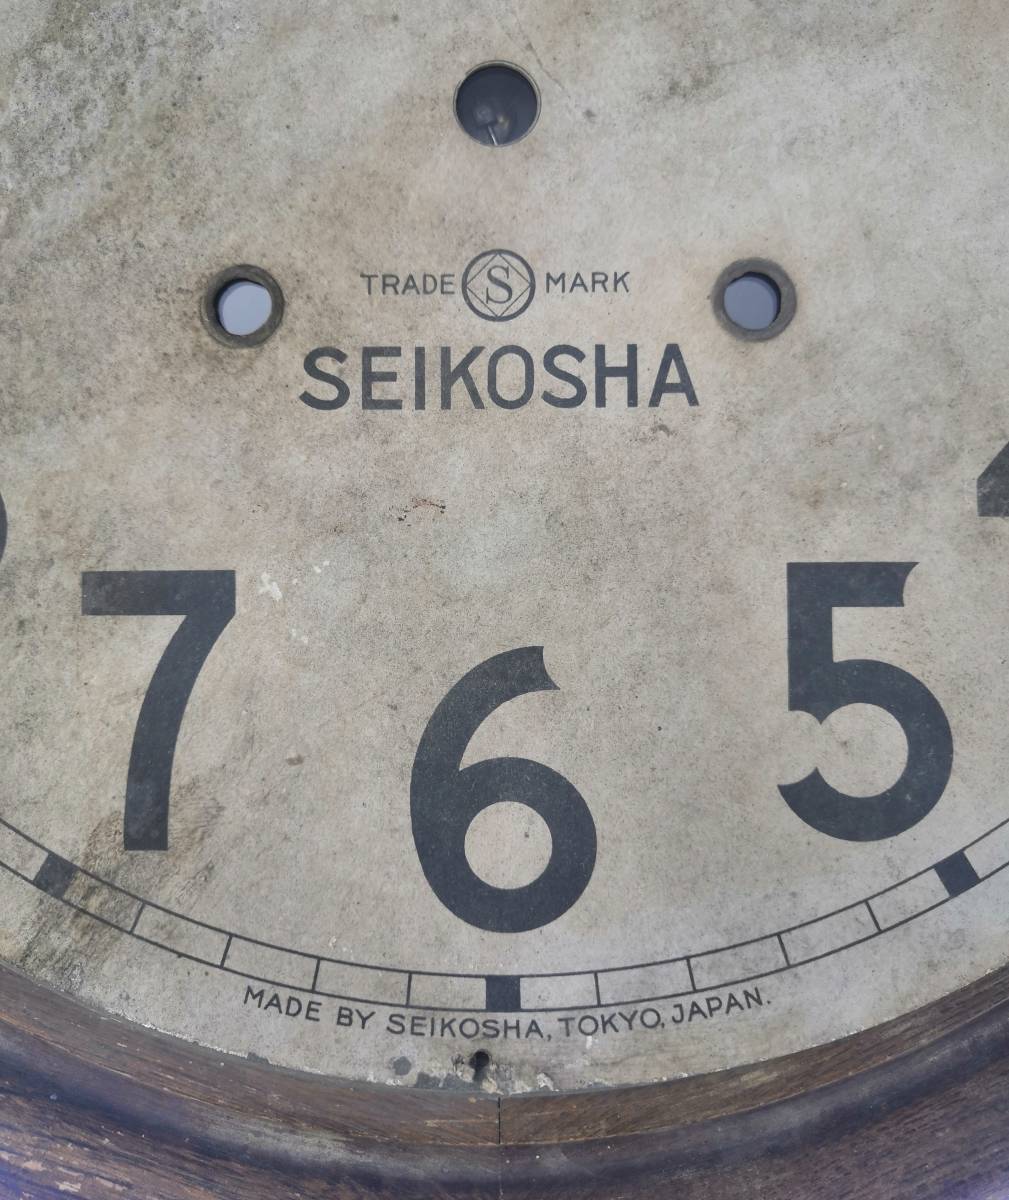 TRADE S MARK
SEIKOSHA
7 6 5
MADE BY SEIKOSHA, TOKYO, JAPAN.